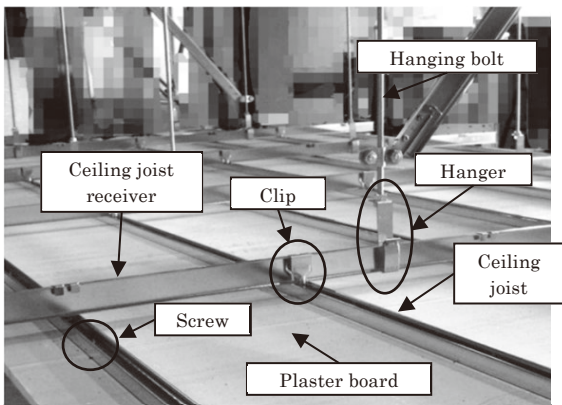 Hanging bolt
Ceiling joist
receiver
Clip
Hanger
Ceiling
joist
Screw
Plaster board